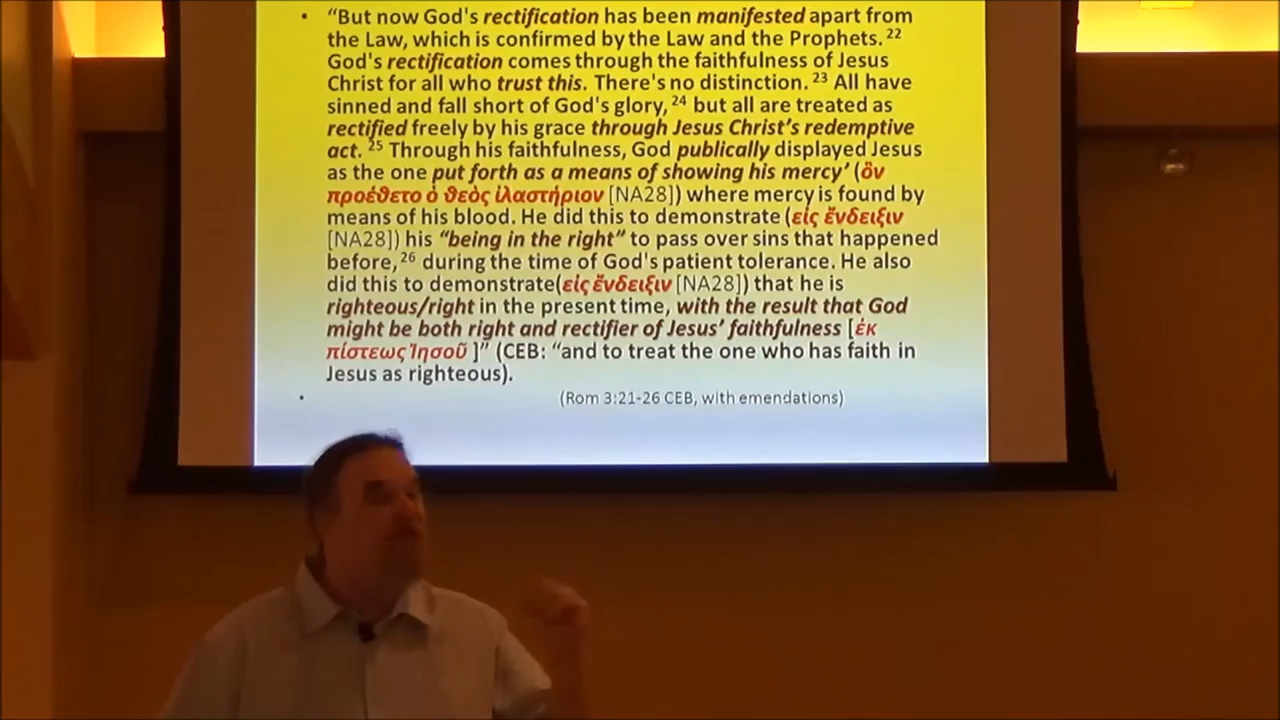 • “But now God's rectification has been manifested apart from
the Law, which is confirmed by the Law and the Prophets. 22
God's rectification comes through the faithfulness of Jesus
Christ for all who trust this. There's no distinction. 23 All have
sinned and fall short of God's glory, 24 but all are treated as
rectified freely by his grace through Jesus Christ’s redemptive
act. 25 Through his faithfulness, God publically displayed Jesus
as the one put forth as a means of showing his mercy’ (ὃν
προέθετο ὁ θεὸς ἱλαστήριον [NA28]) where mercy is found by
means of his blood. He did this to demonstrate (εἰς ἔνδειξιν
[NA28]) his “being in the right” to pass over sins that happened
before, 26 during the time of God's patient tolerance. He also
did this to demonstrate(εἰς ἔνδειξιν [NA28]) that he is
righteous/right in the present time, with the result that God
might be both right and rectifier of Jesus’ faithfulness [ἐκ
πίστεως Ἰησοῦ ]” (CEB: “and to treat the one who has faith in
Jesus as righteous).
• (Rom 3:21-26 CEB, with emendations)